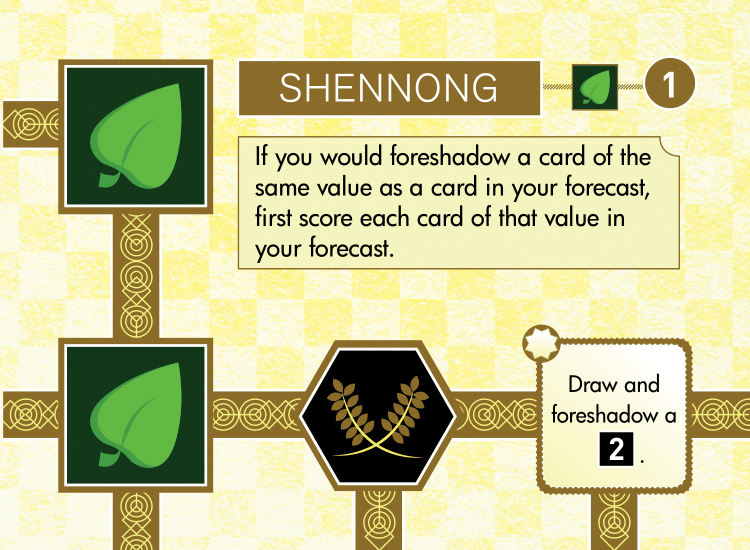 SHENNONG
1
If you would foreshadow a card of the
same value as a card in your forecast,
first score each card of that value in
your forecast.
Draw and
foreshadow a
2 .